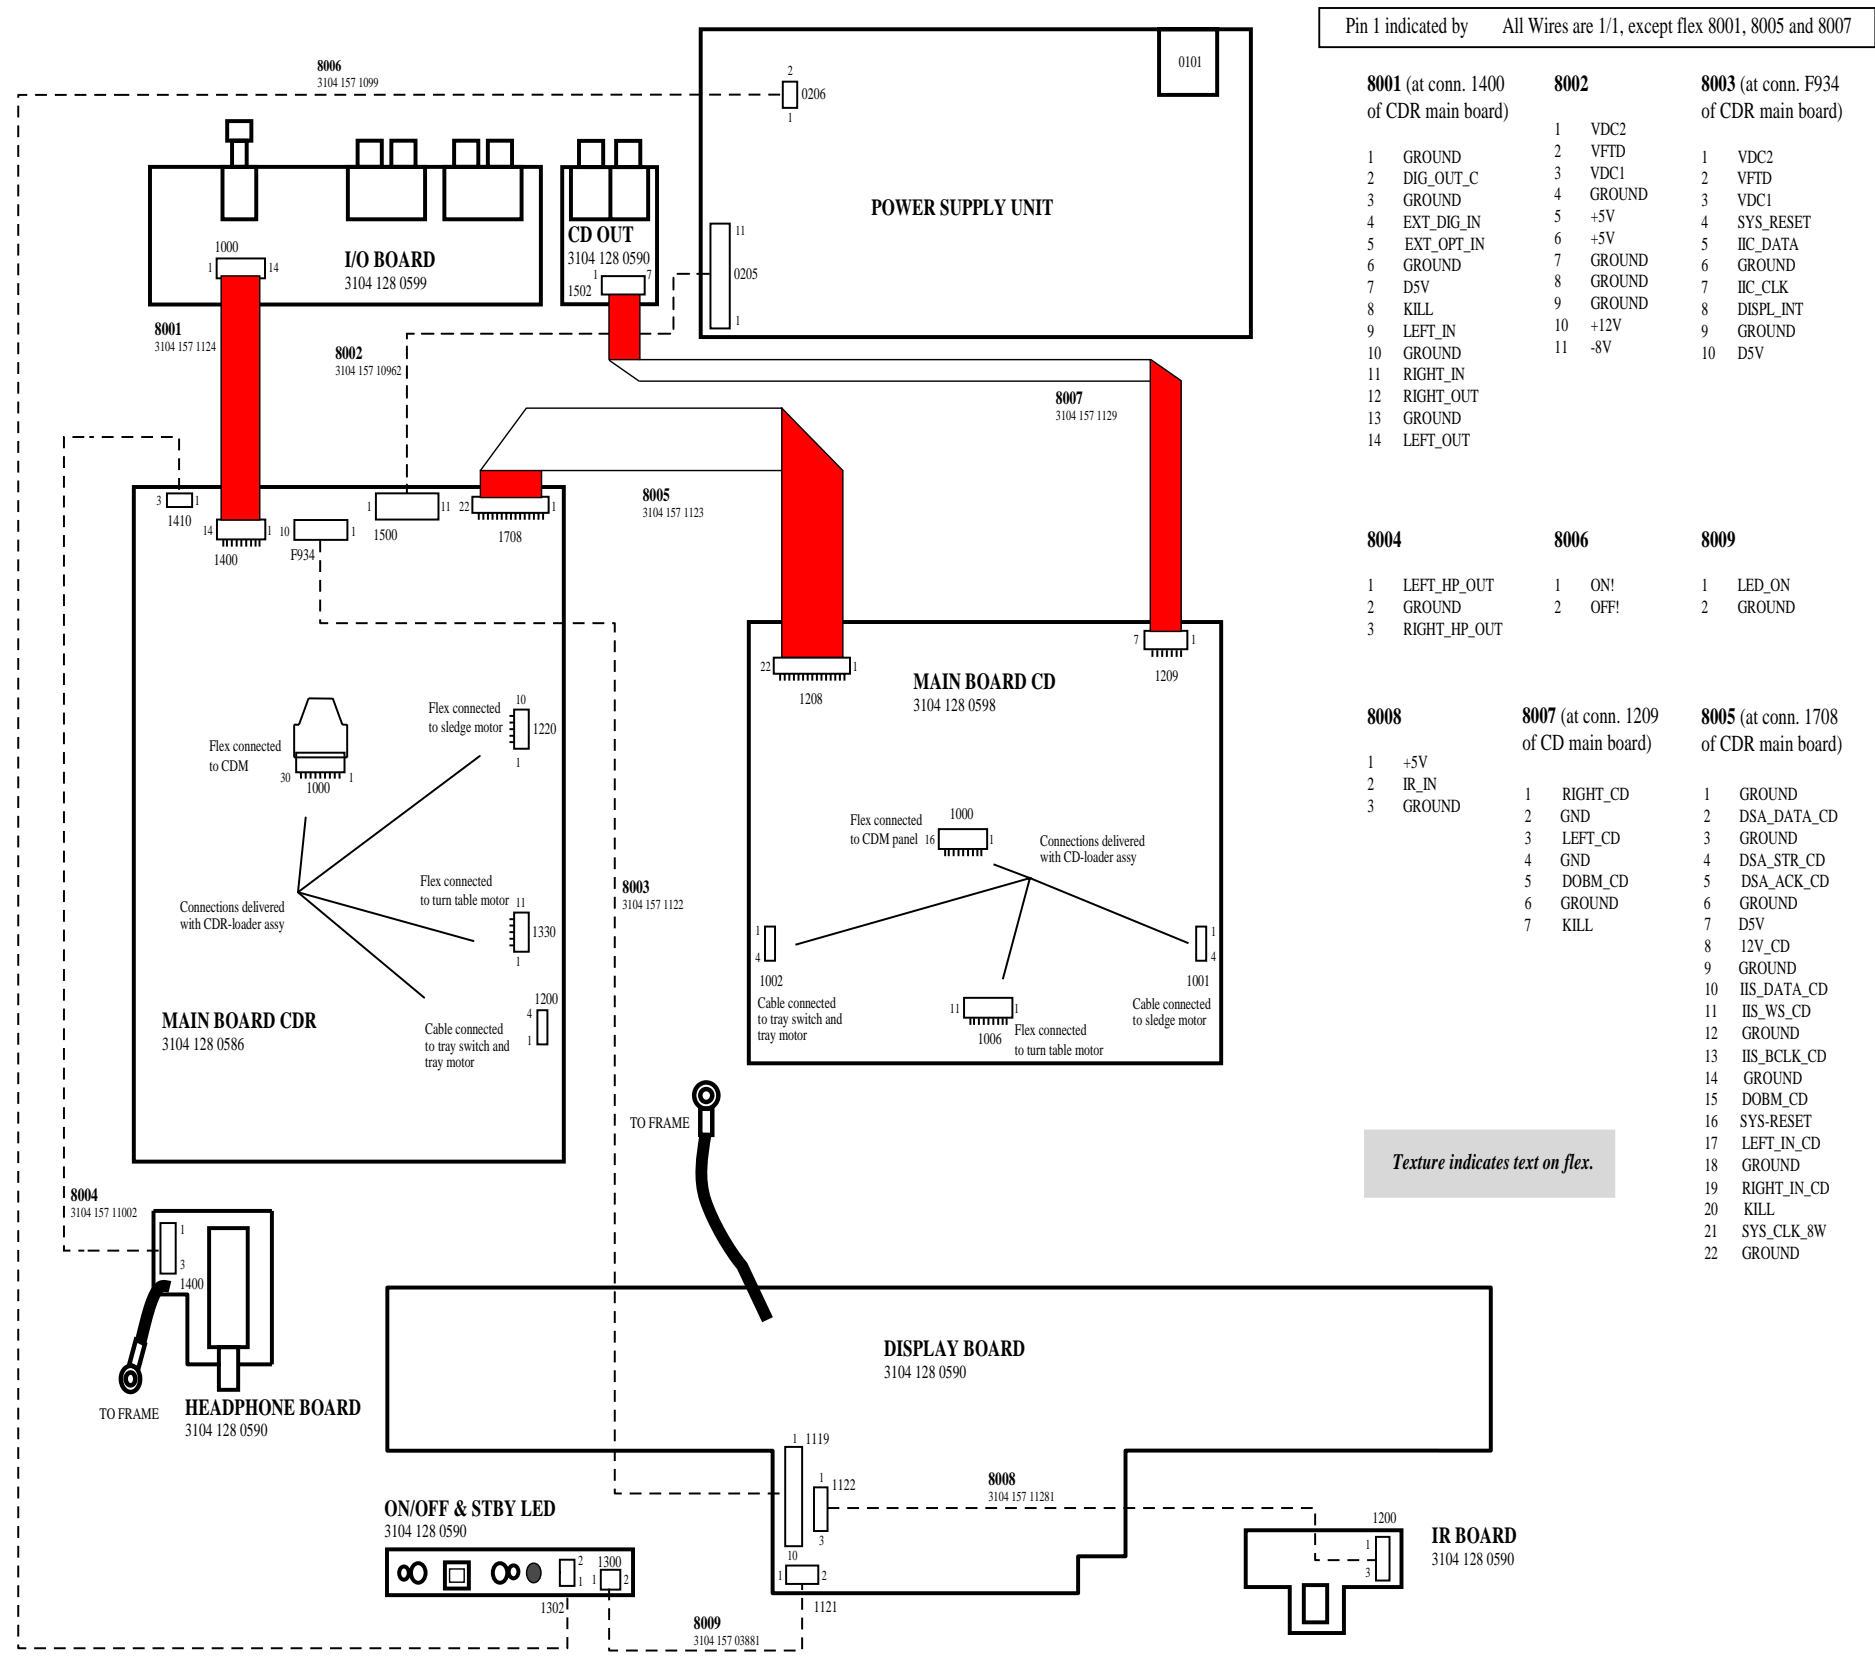 Pin 1 indicated by All Wires are 1/1, except flex 8001, 8005 and 8007
8006
3104 157 1099
2
0206
1
0101
POWER SUPPLY UNIT
11
0205
1
1000
1 14
I/O BOARD
3104 128 0599
CD OUT
3104 128 0590
1 7
1502
8001
3104 157 1124
8002
3104 157 10962
8007
3104 157 1129
8005
3104 157 1123
3 1
1410
14 1
1400
10 1
F934
1 11
1500
22 1
1708
Flex connected
to CDM
30 1
1000
Flex connected
to sledge motor
10
1220
1
Connections delivered
with CDR-loader assy
Flex connected
to turn table motor
11
1330
1
MAIN BOARD CDR
3104 128 0586
Cable connected
to tray switch and
tray motor
1200
4
1
8003
3104 157 1122
22 1
1208
MAIN BOARD CD
3104 128 0598
7 1
1209
Flex connected
to CDM panel
1000
16 1
Connections delivered
with CD-loader assy
1
4
1002
Cable connected
to tray switch and
tray motor
11 1
1006
Flex connected
to turn table motor
1
4
1001
Cable connected
to sledge motor
TO FRAME
8004
3104 157 11002
1
3
1400
TO FRAME
HEADPHONE BOARD
3104 128 0590
DISPLAY BOARD
3104 128 0590
1 1119
10
1
1122
3
8008
3104 157 11281
1 2
1121
ON/OFF & STBY LED
3104 128 0590
2
1
1302
1300
1 2
8009
3104 157 03881
1200
1
3
IR BOARD
3104 128 0590
8001 (at conn. 1400
of CDR main board)
1 GROUND
2 DIG_OUT_C
3 GROUND
4 EXT_DIG_IN
5 EXT_OPT_IN
6 GROUND
7 D5V
8 KILL
9 LEFT_IN
10 GROUND
11 RIGHT_IN
12 RIGHT_OUT
13 GROUND
14 LEFT_OUT
8002
1 VDC2
2 VFTD
3 VDC1
4 GROUND
5 +5V
6 +5V
7 GROUND
8 GROUND
9 GROUND
10 +12V
11 -8V
8003 (at conn. F934
of CDR main board)
1 VDC2
2 VFTD
3 VDC1
4 SYS_RESET
5 IIC_DATA
6 GROUND
7 IIC_CLK
8 DISPL_INT
9 GROUND
10 D5V
8004
1 LEFT_HP_OUT
2 GROUND
3 RIGHT_HP_OUT
8006
1 ON!
2 OFF!
8009
1 LED_ON
2 GROUND
8008
1 +5V
2 IR_IN
3 GROUND
8007 (at conn. 1209
of CD main board)
1 RIGHT_CD
2 GND
3 LEFT_CD
4 GND
5 DOBM_CD
6 GROUND
7 KILL
8005 (at conn. 1708
of CDR main board)
1 GROUND
2 DSA_DATA_CD
3 GROUND
4 DSA_STR_CD
5 DSA_ACK_CD
6 GROUND
7 D5V
8 12V_CD
9 GROUND
10 IIS_DATA_CD
11 IIS_WS_CD
12 GROUND
13 IIS_BCLK_CD
14 GROUND
15 DOBM_CD
16 SYS-RESET
17 LEFT_IN_CD
18 GROUND
19 RIGHT_IN_CD
20 KILL
21 SYS_CLK_8W
22 GROUND
Texture indicates text on flex.